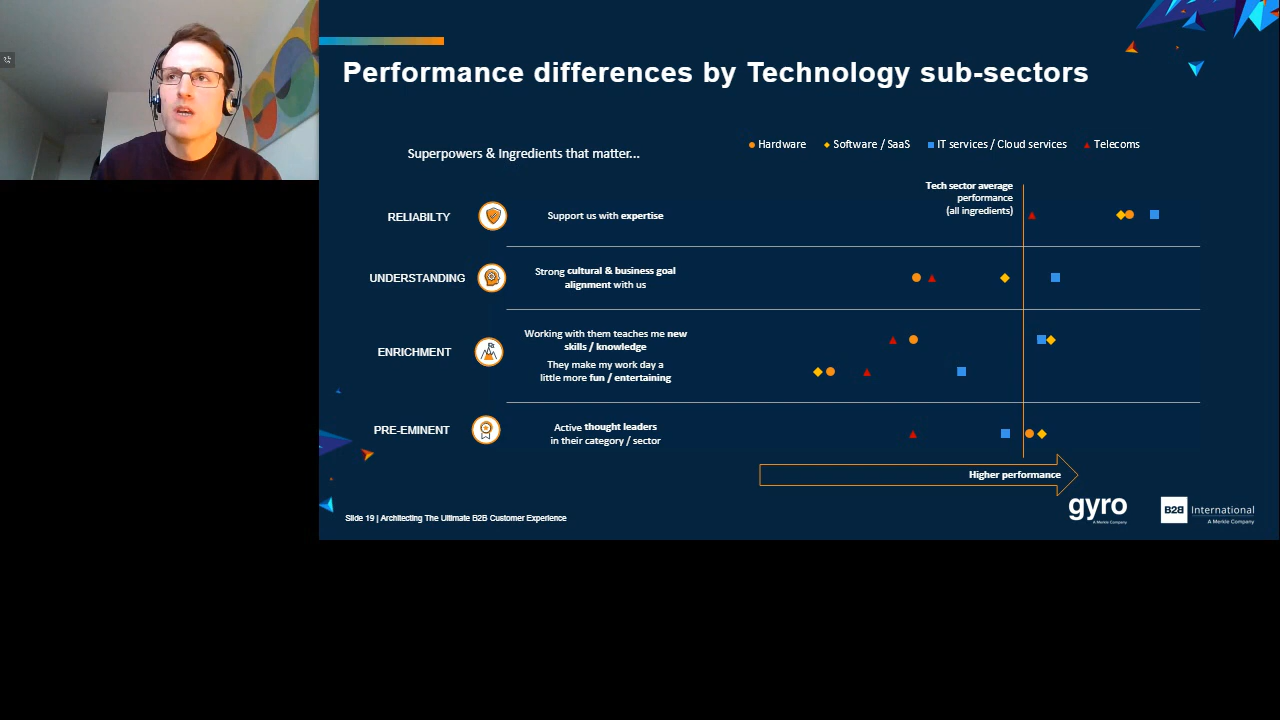 Performance differences by Technology sub-sectors
Superpowers & Ingredients that matter...
Hardware
Software / SaaS
IT services / Cloud services
Telecoms
Tech sector average
performance
(all ingredients)
RELIABILTY
Support us with expertise
UNDERSTANDING
Strong cultural & business goal
alignment with us
ENRICHMENT
Working with them teaches me new
skills / knowledge
They make my work day a
little more fun / entertaining
PRE-EMINENT
Active thought leaders
in their category / sector
Higher performance
Slide 19 | Architecting The Ultimate B2B Customer Experience
gyro
A Merkle Company
B2B International
A Merkle Company